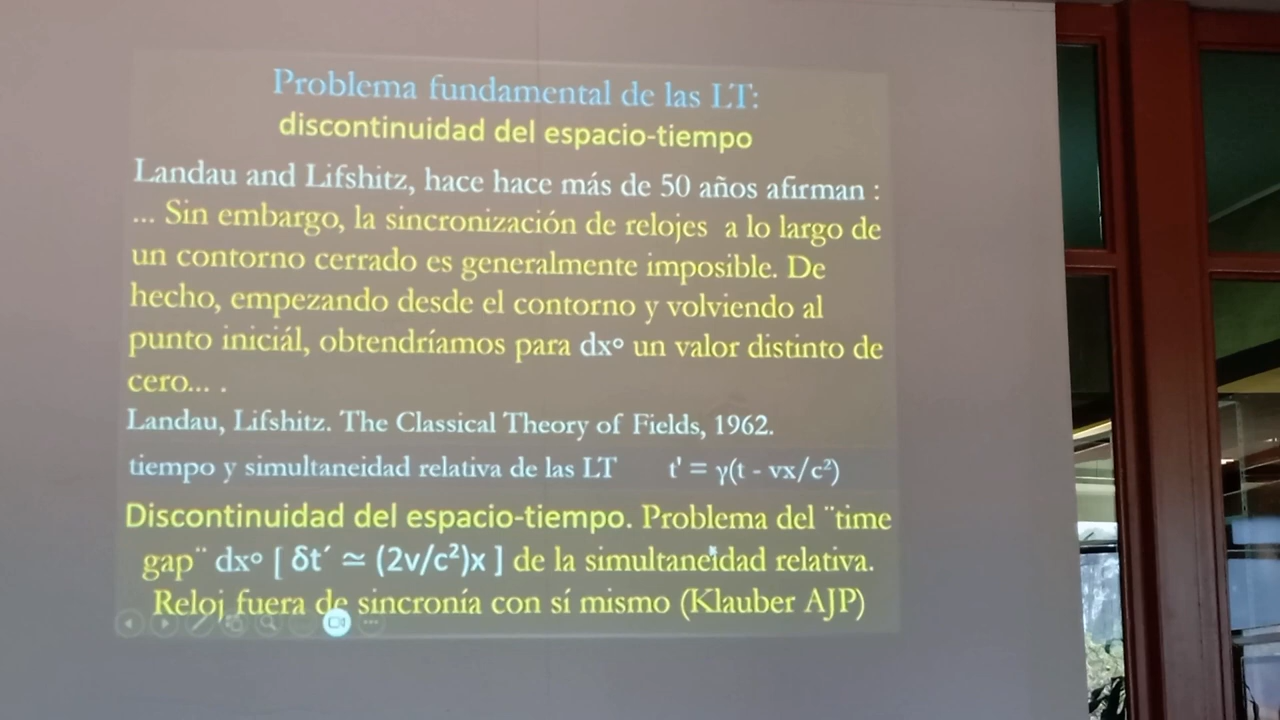 Problema fundamental de las LT:
discontinuidad del espacio-tiempo
Landau and Lifshitz, hace hace más de 50 años afirman :
... Sin embargo, la sincronización de relojes a lo largo de
un contorno cerrado es generalmente imposible. De
hecho, empezando desde el contorno y volviendo al
punto iniciál, obtendríamos para dx° un valor distinto de
cero... .
Landau, Lifshitz. The Classical Theory of Fields, 1962.
tiempo y simultaneidad relativa de las LT t' = γ(t - vx/c²)
Discontinuidad del espacio-tiempo. Problema del ¨time
gap¨ dx° [ δt´ ≃ (2v/c²)x ] de la simultaneidad relativa.
Reloj fuera de sincronía con sí mismo (Klauber AJP)